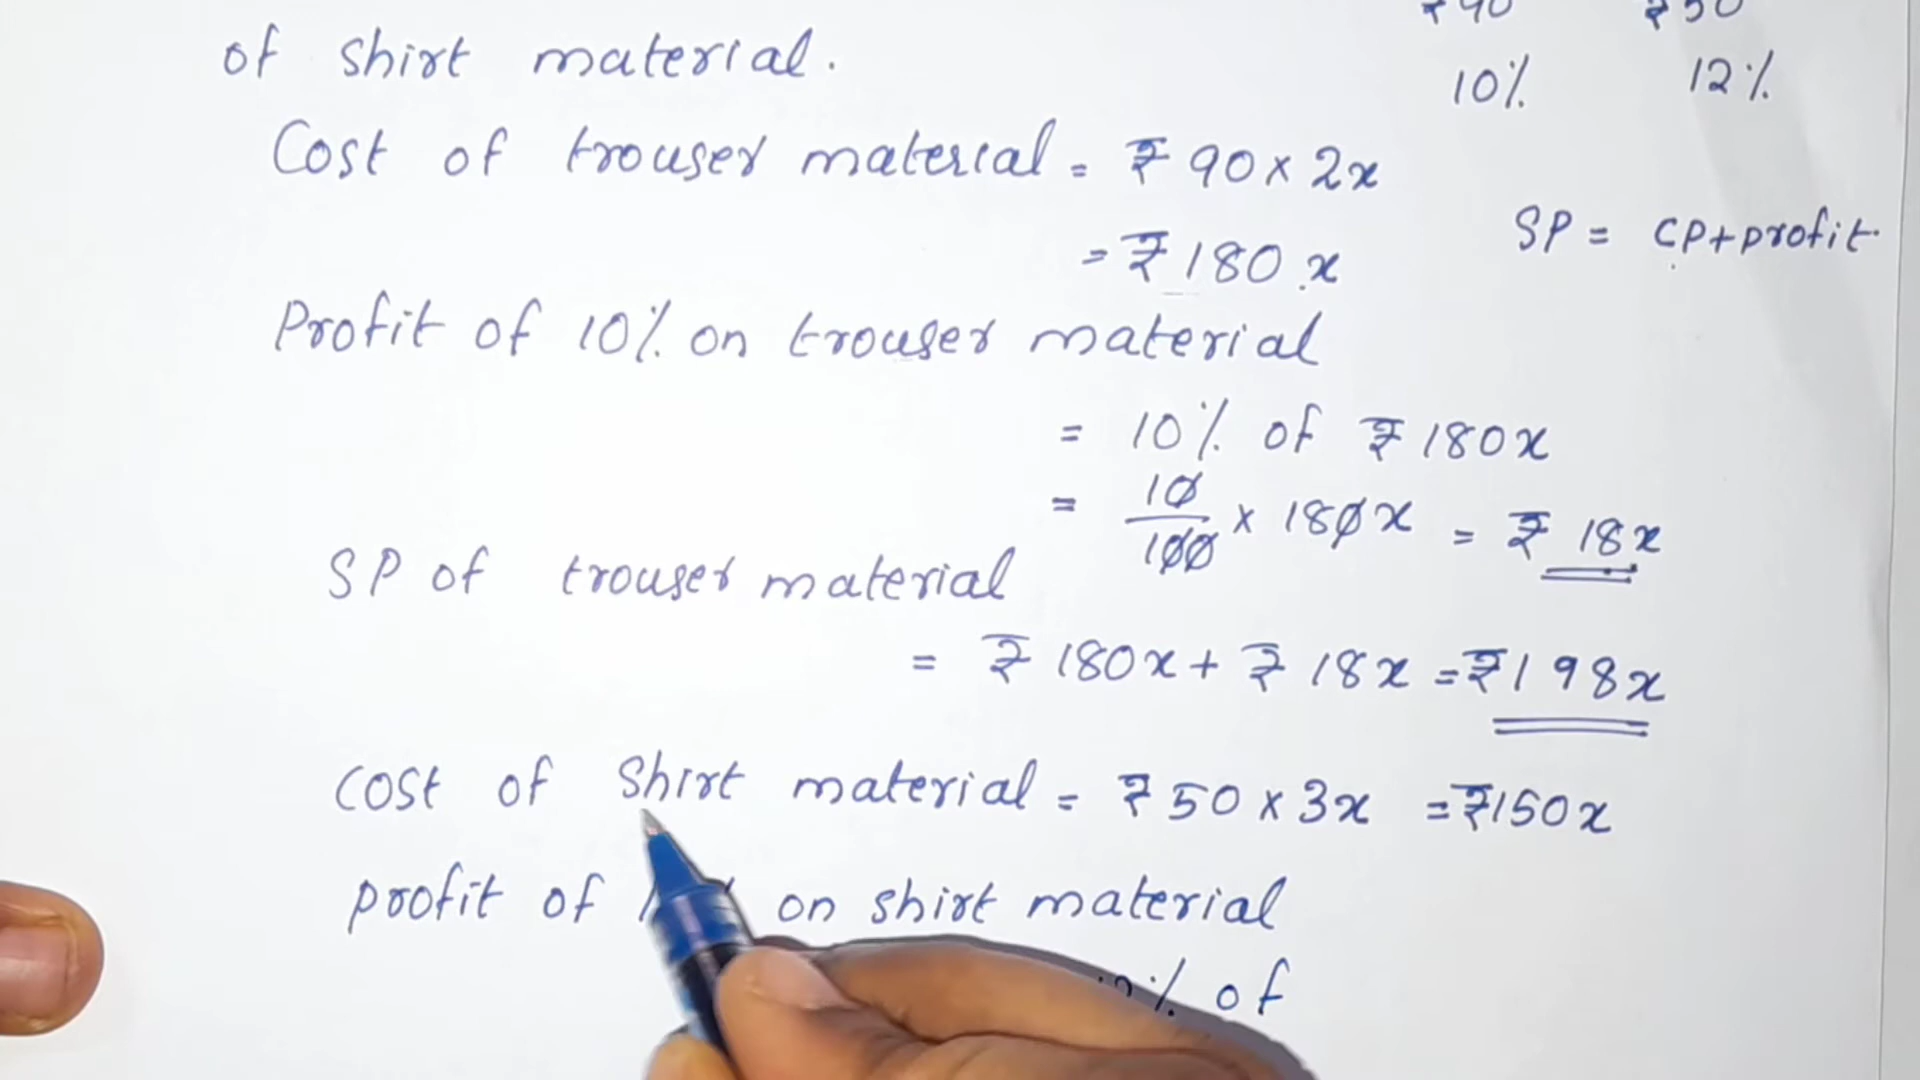 ₹90 ₹50
of shirt material.
10% 12%
Cost of trouser material = ₹ 90 × 2x
= ₹ 180 x
SP = CP+profit.
Profit of 10% on trouser material
= 10% of ₹ 180x
= 10/100 × 180x = ₹ 18x
SP of trouser material
= ₹ 180x + ₹ 18x = ₹ 198x
Cost of Shirt material = ₹ 50 × 3x = ₹150x
profit of on shirt material
% of